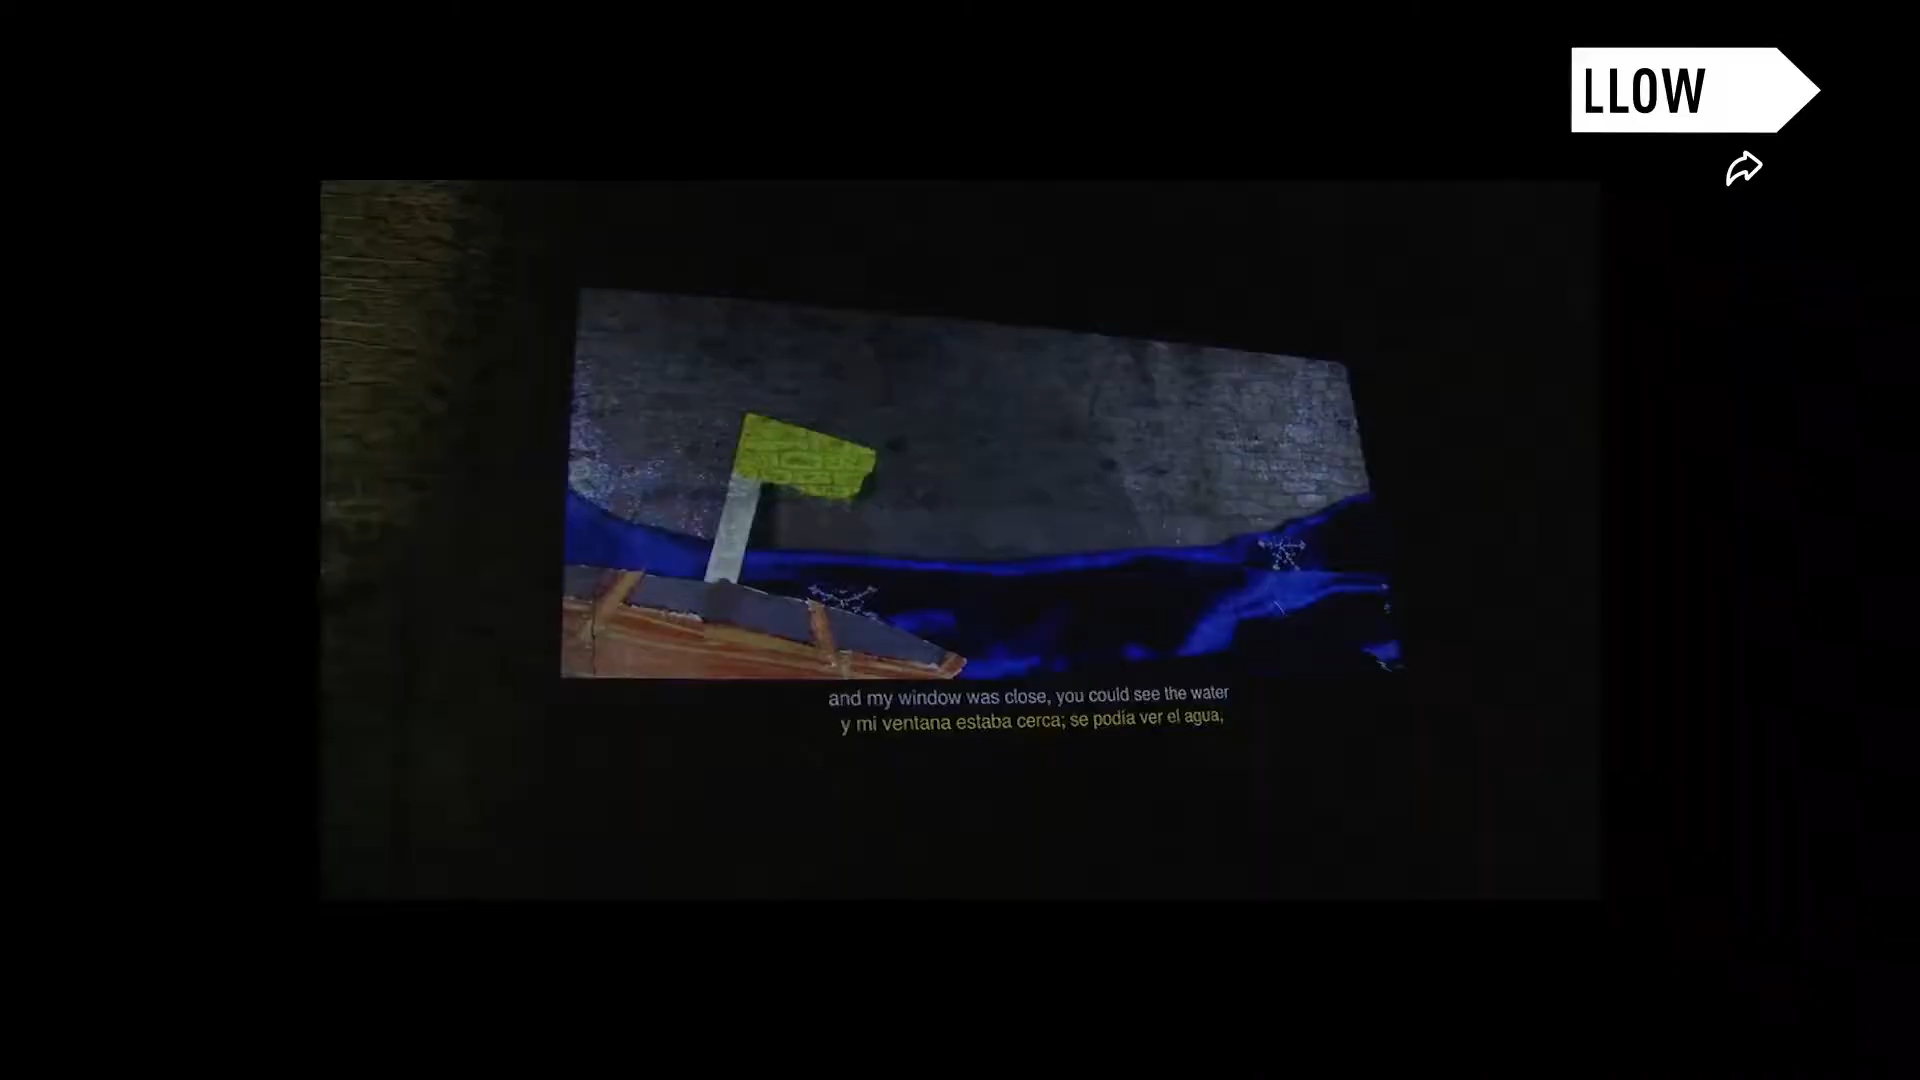 LLOW
and my window was close, you could see the water
y mi ventana estaba cerca; se podía ver el agua,